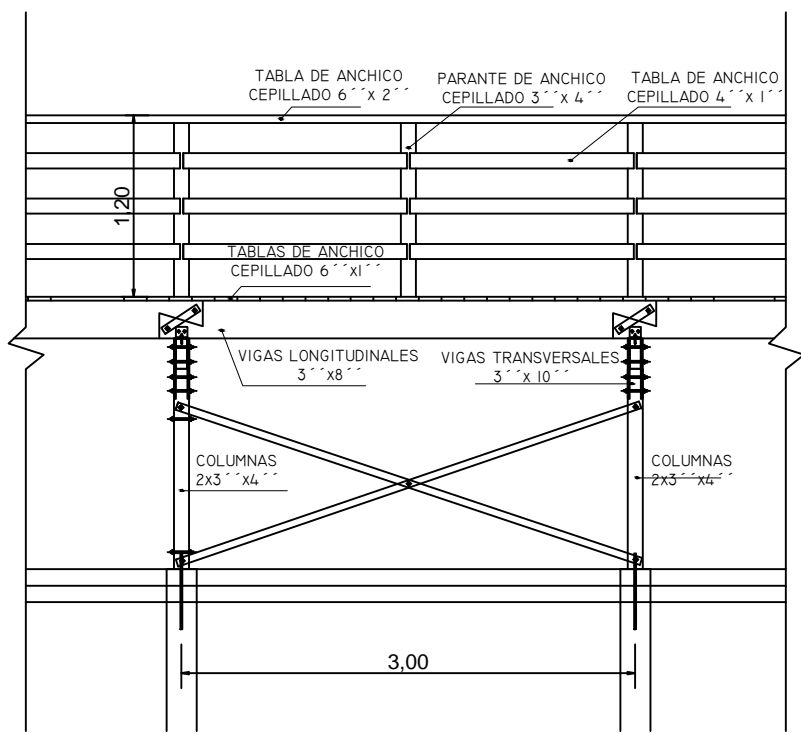 TABLA DE ANCHICO
CEPILLADO 6´´x 2´´
PARANTE DE ANCHICO
CEPILLADO 3´´x 4´´
TABLA DE ANCHICO
CEPILLADO 4´´x 1´´
1,20
TABLAS DE ANCHICO
CEPILLADO 6´´x1´´
VIGAS LONGITUDINALES
3´´x8´´
VIGAS TRANSVERSALES
3´´x 10´´
COLUMNAS
2x3´´x4´´
COLUMNAS
2x3´´x4´´
3,00